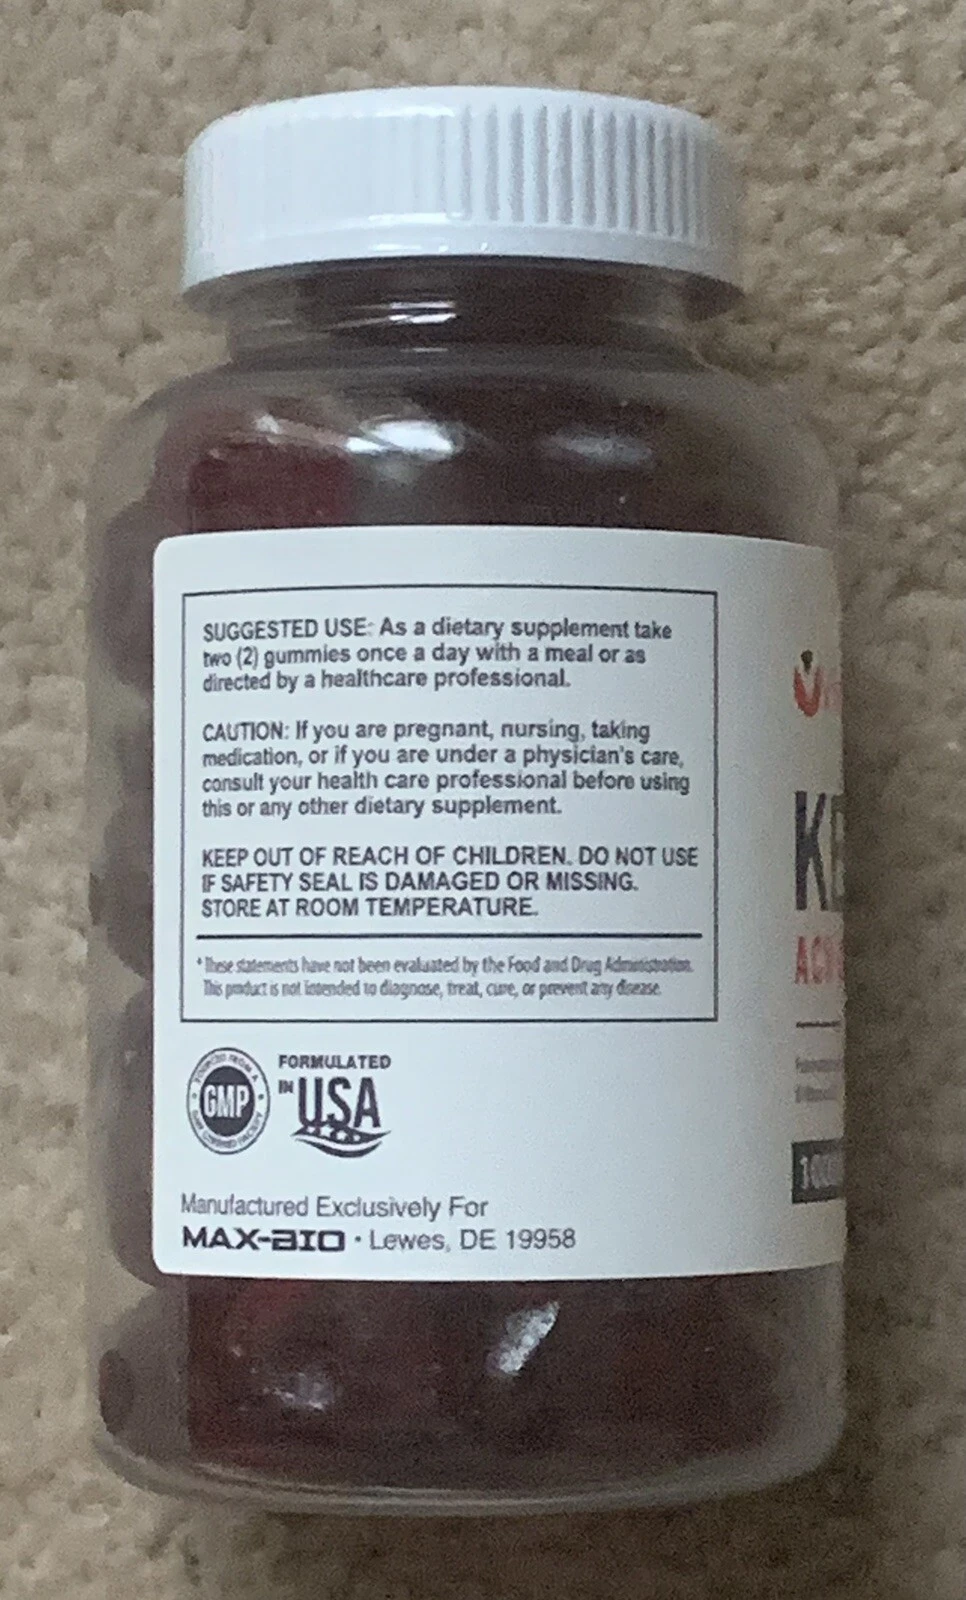 SUGGESTED USE: As a dietary supplement take
two (2) gummies once a day with a meal or as
directed by a healthcare professional.
CAUTION: If you are pregnant, nursing, taking
medication, or if you are under a physician's care,
consult your health care professional before using
this or any other dietary supplement.
KEEP OUT OF REACH OF CHILDREN. DO NOT USE
IF SAFETY SEAL IS DAMAGED OR MISSING.
STORE AT ROOM TEMPERATURE.
*These statements have not been evaluated by the Food and Drug Administration.
This product is not intended to diagnose, treat, cure, or prevent any disease.
GMP
FORMULATED
IN USA
Manufactured Exclusively For
MAX-BIO • Lewes, DE 19958
KE
ACV